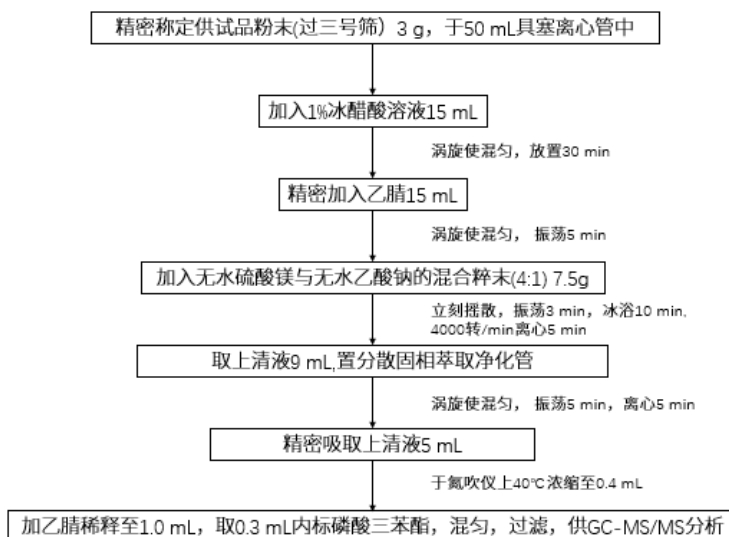 精密称定供试品粉末(过三号筛）3 g，于50 mL具塞离心管中
加入1%冰醋酸溶液15 mL
涡旋使混匀，放置30 min
精密加入乙腈15 mL
涡旋使混匀， 振荡5 min
加入无水硫酸镁与无水乙酸钠的混合粹末(4:1) 7.5g
立刻摇散，振荡3 min，冰浴10 min,
4000转/min离心5 min
取上清液9 mL,置分散固相萃取净化管
涡旋使混匀， 振荡5 min，离心5 min
精密吸取上清液5 mL
于氮吹仪上40℃浓缩至0.4 mL
加乙腈稀释至1.0 mL，取0.3 mL内标磷酸三苯酯，混匀，过滤，供GC-MS/MS分析